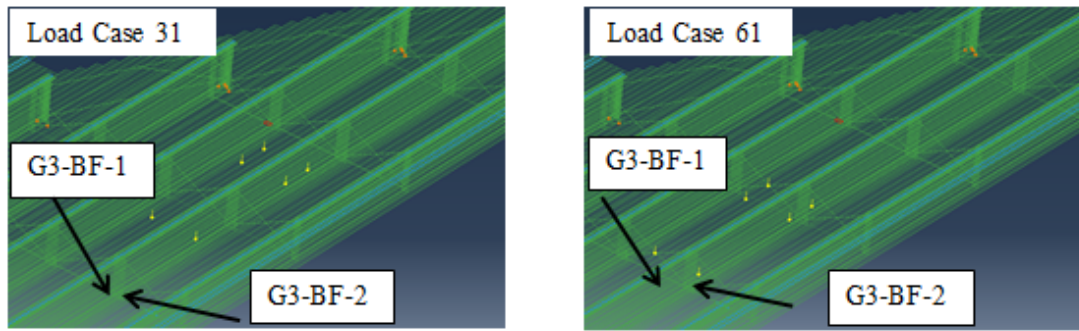 Load Case 31
G3-BF-1
G3-BF-2
Load Case 61
G3-BF-1
G3-BF-2